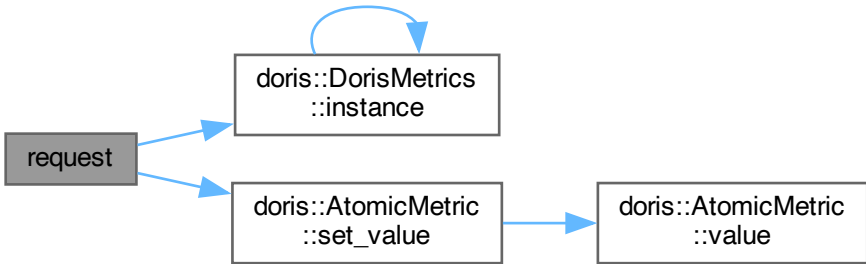 doris::DorisMetrics
::instance
request
doris::AtomicMetric
::set_value
doris::AtomicMetric
::value